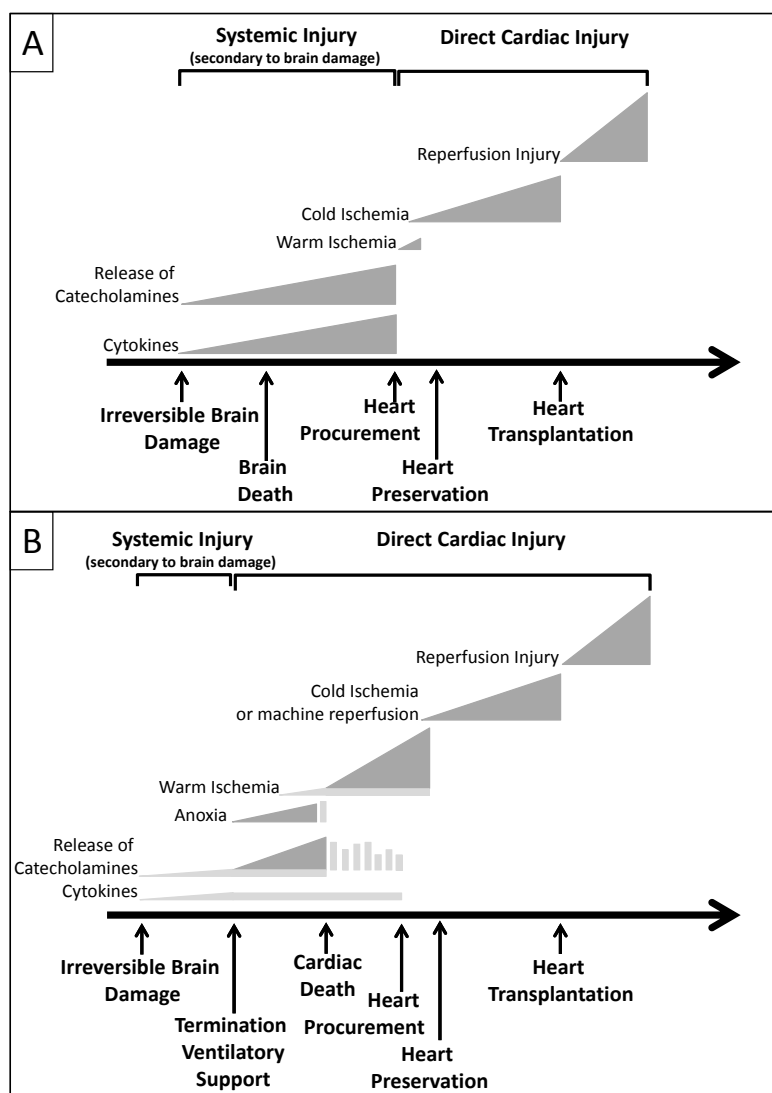 A
Systemic Injury
(secondary to brain damage)
Direct Cardiac Injury
Reperfusion Injury
Cold Ischemia
Warm Ischemia
Release of
Catecholamines
Cytokines
Irreversible Brain
Damage
Brain
Death
Heart
Procurement
Heart
Preservation
Heart
Transplantation
B
Systemic Injury
(secondary to brain damage)
Direct Cardiac Injury
Reperfusion Injury
Cold Ischemia
or machine reperfusion
Warm Ischemia
Anoxia
Release of
Catecholamines
Cytokines
Irreversible Brain
Damage
Termination
Ventilatory
Support
Cardiac
Death
Heart
Procurement
Heart
Preservation
Heart
Transplantation